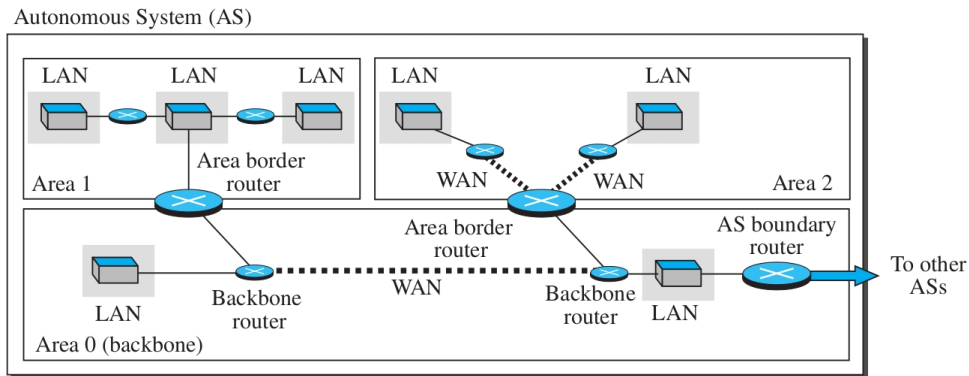 Autonomous System (AS)
LAN
LAN
LAN
Area border
router
Area 1
LAN
LAN
WAN
WAN
Area 2
Area border
router
AS boundary
router
To other
ASs
LAN
Backbone
router
WAN
Backbone
router
LAN
Area 0 (backbone)